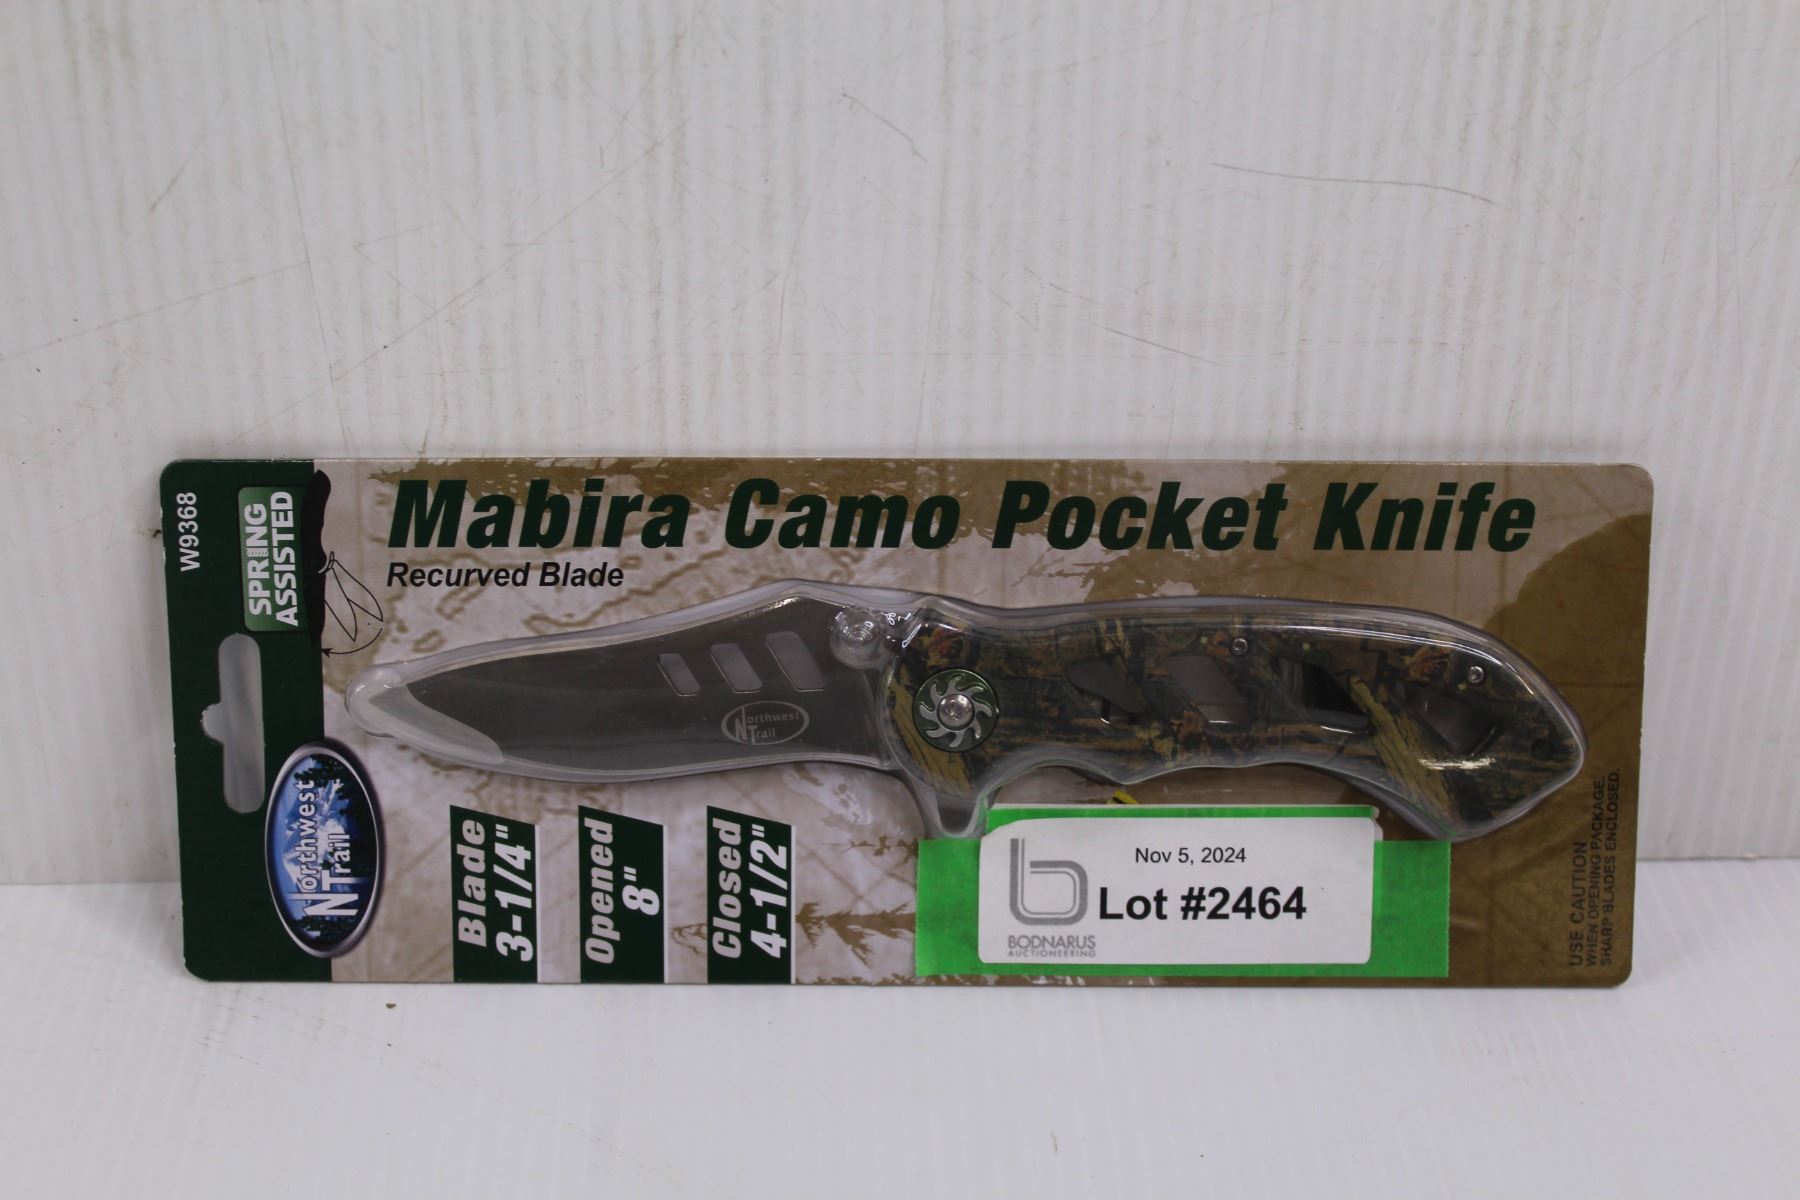 W9368
SPRING
ASSISTED
Mabira Camo Pocket Knife
Recurved Blade
Northwest
Trail
Northwest
Trail
Blade
3-1/4"
Opened
8"
Closed
4-1/2"
Nov 5, 2024
Lot #2464
BODNARUS
AUCTIONEERING
USE CAUTION
WHEN OPENING PACKAGE.
SHARP BLADES ENCLOSED.